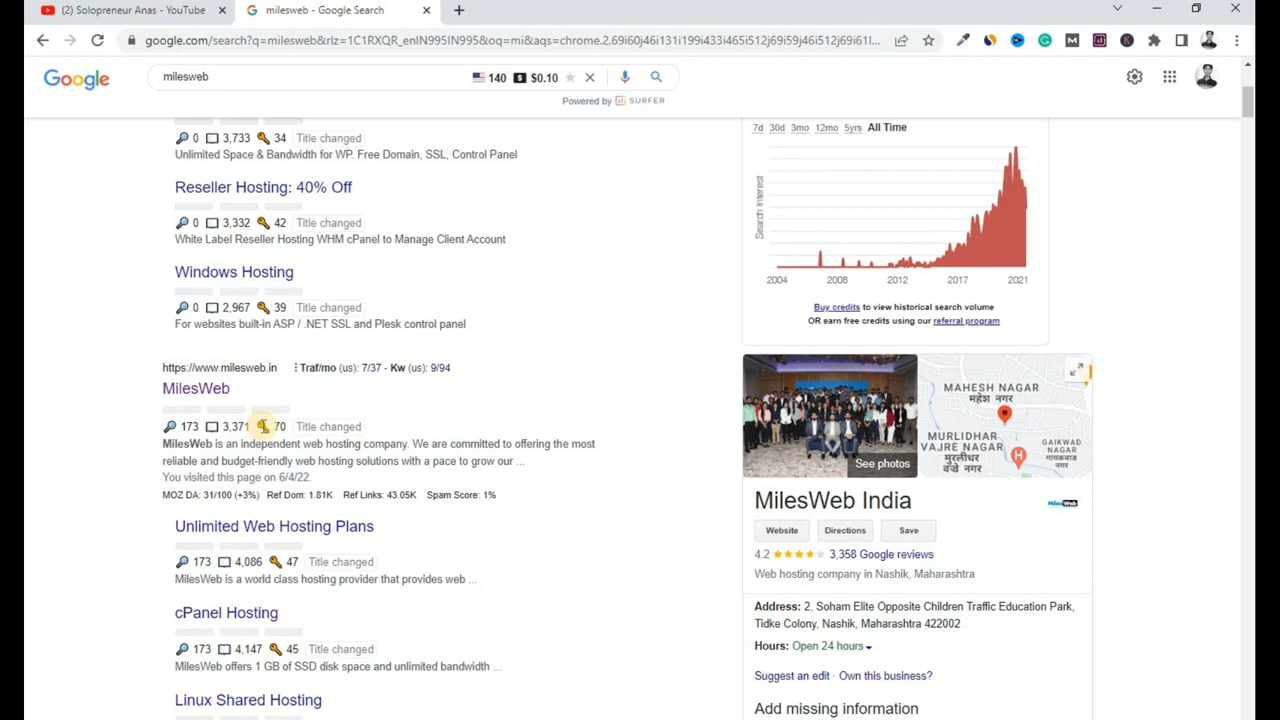 (2) Solopreneur Anas - YouTube
milesweb - Google Search
google.com/search?q=milesweb&rlz=1C1RXQR_enIN995IN995&oq=mi&aqs=chrome.2.69i60j46i131i199i433i465i512j69i59j46i512j69i61l...
Google
milesweb
140 $0.10
Powered by SURFER
0 3,733 34 Title changed
Unlimited Space & Bandwidth for WP. Free Domain, SSL, Control Panel
Reseller Hosting: 40% Off
0 3,332 42 Title changed
White Label Reseller Hosting WHM cPanel to Manage Client Account
Windows Hosting
0 2,967 39 Title changed
For websites built-in ASP / .NET SSL and Plesk control panel
https://www.milesweb.in
Traf/mo (us): 7/37 - Kw (us): 9/94
MilesWeb
173 3,371 70 Title changed
MilesWeb is an independent web hosting company. We are committed to offering the most
reliable and budget-friendly web hosting solutions with a pace to grow our ...
You visited this page on 6/4/22.
MOZ DA: 31/100 (+3%) Ref Dom: 1.81K Ref Links: 43.05K Spam Score: 1%
Unlimited Web Hosting Plans
173 4,086 47 Title changed
MilesWeb is a world class hosting provider that provides web ...
cPanel Hosting
173 4,147 45 Title changed
MilesWeb offers 1 GB of SSD disk space and unlimited bandwidth ...
Linux Shared Hosting
7d 30d 3mo 12mo 5yrs All Time
Search Interest
2004 2008 2012 2017 2021
Buy credits to view historical search volume
OR earn free credits using our referral program
See photos
MAHESH NAGAR
महेश नगर
MURLIDHAR
VAJRE NAGAR
मुरलीधर
वज्रे नगर
GAIKWAD
NAGAR
गायकवाड
नगर
H
MilesWeb India
MilesWeb
Website
Directions
Save
4.2 3,358 Google reviews
Web hosting company in Nashik, Maharashtra
Address: 2, Soham Elite Opposite Children Traffic Education Park,
Tidke Colony, Nashik, Maharashtra 422002
Hours: Open 24 hours
Suggest an edit · Own this business?
Add missing information